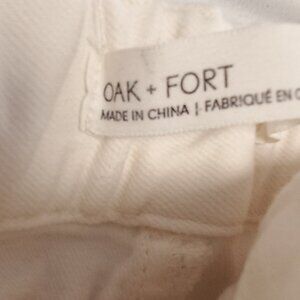 OAK + FORT
MADE IN CHINA | FABRIQUÉ EN